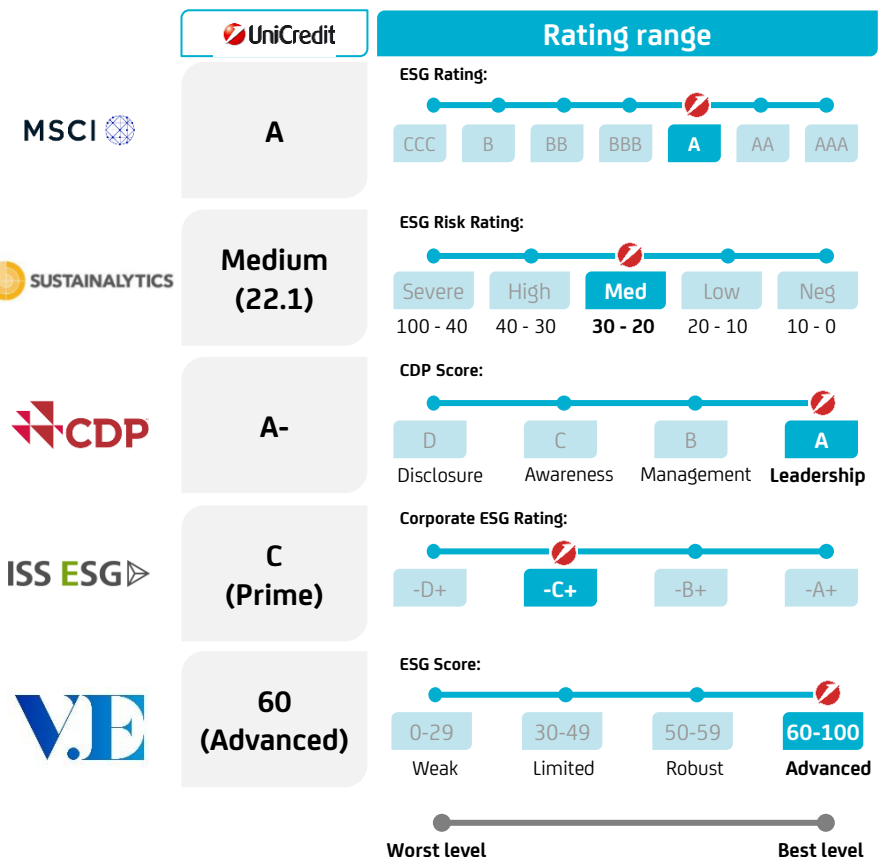 UniCredit
Rating range
MSCI
A
ESG Rating:
CCC B BB BBB A AA AAA
SUSTAINALYTICS
Medium
(22.1)
ESG Risk Rating:
Severe High Med Low Neg
100 - 40 40 - 30 30 - 20 20 - 10 10 - 0
CDP
A-
CDP Score:
D C B A
Disclosure Awareness Management Leadership
ISS ESG
C
(Prime)
Corporate ESG Rating:
-D+ -C+ -B+ -A+
V.E
60
(Advanced)
ESG Score:
0-29 30-49 50-59 60-100
Weak Limited Robust Advanced
Worst level Best level